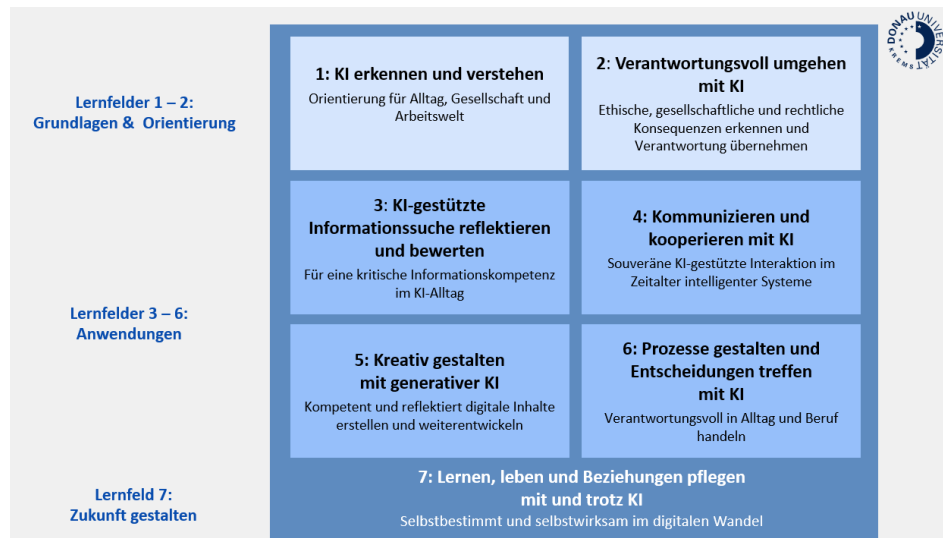 DONAU UNIVERSITÄT
KREMS
Lernfelder 1 – 2:
Grundlagen & Orientierung
1: KI erkennen und verstehen
Orientierung für Alltag, Gesellschaft und
Arbeitswelt
2: Verantwortungsvoll umgehen
mit KI
Ethische, gesellschaftliche und rechtliche
Konsequenzen erkennen und
Verantwortung übernehmen
Lernfelder 3 – 6:
Anwendungen
3: KI-gestützte
Informationssuche reflektieren
und bewerten
Für eine kritische Informationskompetenz
im KI-Alltag
4: Kommunizieren und
kooperieren mit KI
Souveräne KI-gestützte Interaktion im
Zeitalter intelligenter Systeme
5: Kreativ gestalten
mit generativer KI
Kompetent und reflektiert digitale Inhalte
erstellen und weiterentwickeln
6: Prozesse gestalten und
Entscheidungen treffen
mit KI
Verantwortungsvoll in Alltag und Beruf
handeln
Lernfeld 7:
Zukunft gestalten
7: Lernen, leben und Beziehungen pflegen
mit und trotz KI
Selbstbestimmt und selbstwirksam im digitalen Wandel